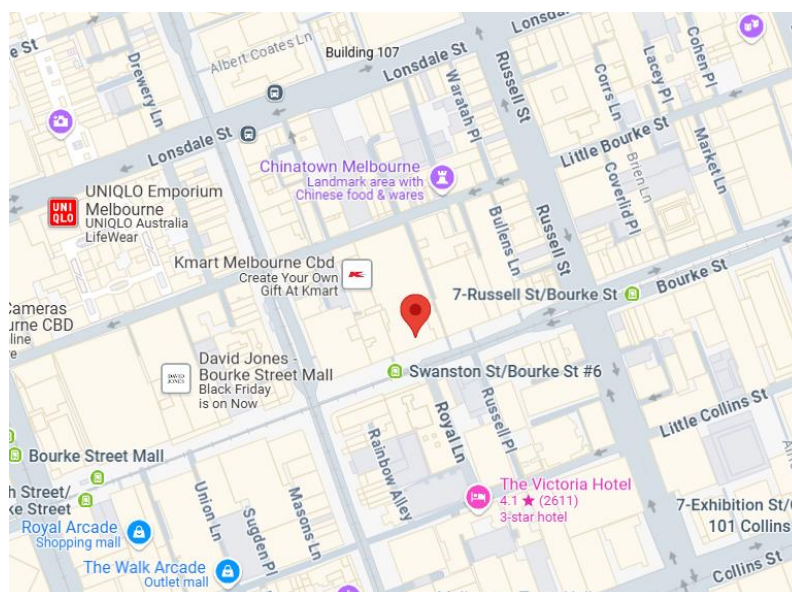 e St
Drewery Ln
Albert Coates Ln
Building 107
Lonsdale St
Lonsdale St
Russell St
Waratah Pl
Corrs Ln
Lacey Pl
Cohen Pl
Little Bourke St
Market Ln
Brien Ln
Coverlid Pl
Chinatown Melbourne
Landmark area with
Chinese food & wares
UNI
QLO
UNIQLO Emporium
Melbourne
UNIQLO Australia
LifeWear
Bullens Ln
Russell St
Kmart Melbourne Cbd
Create Your Own
Gift At Kmart
7-Russell St/Bourke St
Bourke St
Cameras
urne CBD
line
re
DAVID
JONES
David Jones -
Bourke Street Mall
Black Friday
is on Now
Swanston St/Bourke St #6
Royal Ln
Russell Pl
Little Collins St
Rainbow Alley
Bourke Street Mall
h Street/
ke Street
Union Ln
Sugden Pl
Masons Ln
The Victoria Hotel
4.1 ★ (2611)
3-star hotel
Royal Arcade
Shopping mall
The Walk Arcade
Outlet mall
7-Exhibition St/C
101 Collins
Collins St